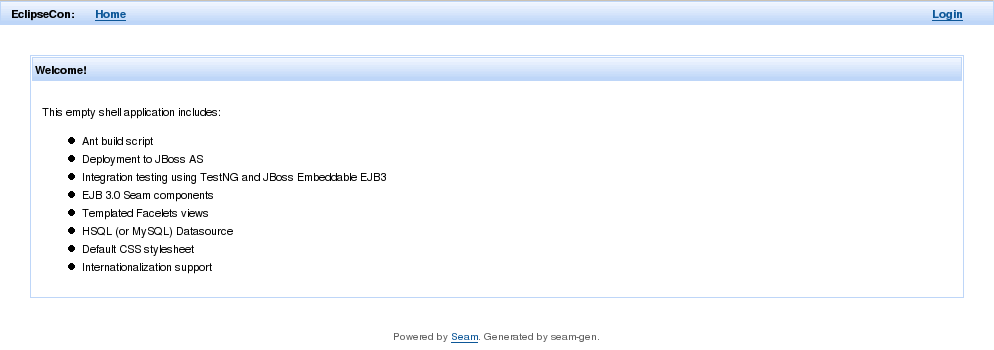 EclipseCon: Home Login
Welcome!
This empty shell application includes:
Ant build script
Deployment to JBoss AS
Integration testing using TestNG and JBoss Embeddable EJB3
EJB 3.0 Seam components
Templated Facelets views
HSQL (or MySQL) Datasource
Default CSS stylesheet
Internationalization support
Powered by Seam. Generated by seam-gen.